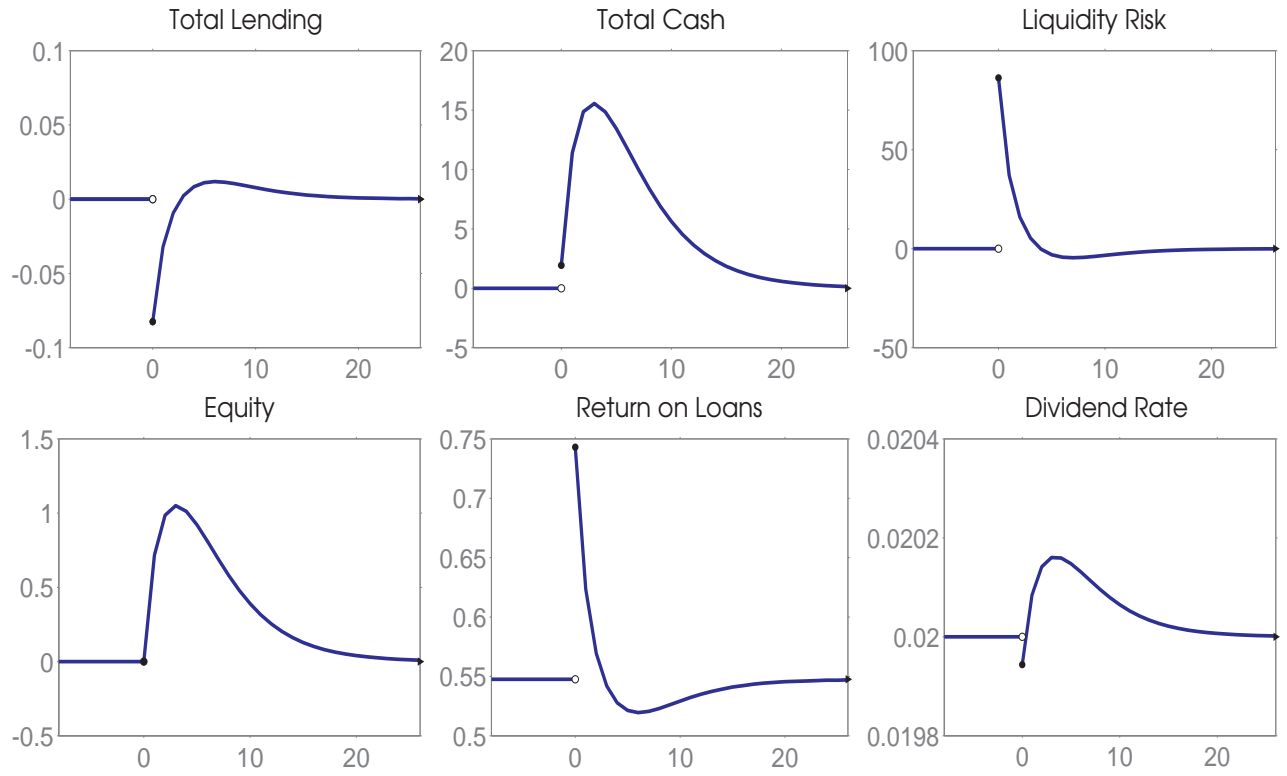 Total Lending
0.1
0.05
0
-0.05
-0.1
0 10 20
Total Cash
20
15
10
5
0
-5
0 10 20
Liquidity Risk
100
50
0
-50
0 10 20
Equity
1.5
1
0.5
0
-0.5
0 10 20
Return on Loans
0.75
0.7
0.65
0.6
0.55
0.5
0 10 20
Dividend Rate
0.0204
0.0202
0.02
0.0198
0 10 20